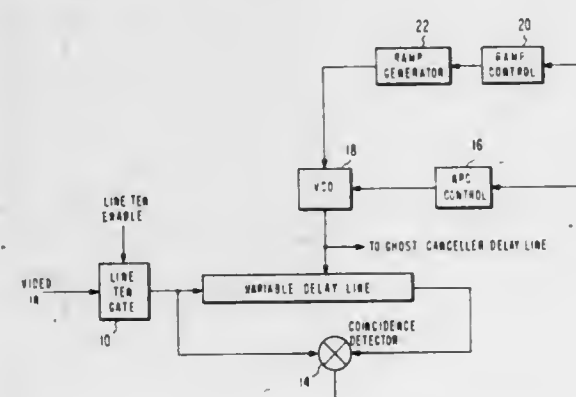 22
20
RAMP
GENERATOR
RAMP
CONTROL
18
16
VCO
APC
CONTROL
LINE TEN
ENABLE
TO GHOST CANCELLER DELAY LINE
VIDEO
IN
LINE
TEN
GATE
VARIABLE DELAY LINE
10
COINCIDENCE
DETECTOR
14